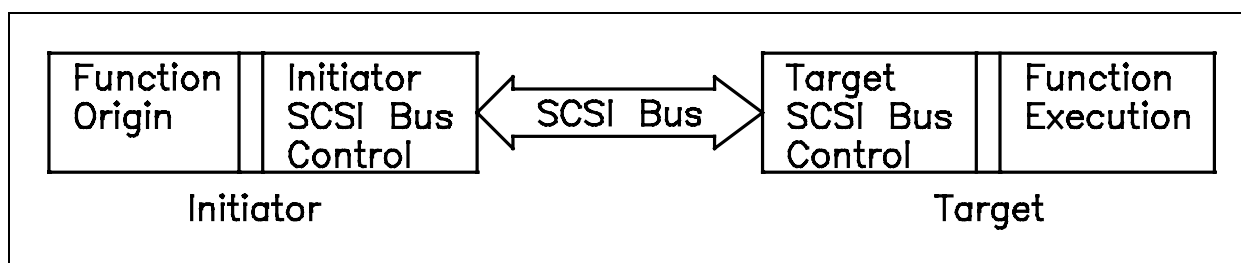 Function
Origin
Initiator
SCSI Bus
Control
SCSI Bus
Target
SCSI Bus
Control
Function
Execution
Initiator
Target